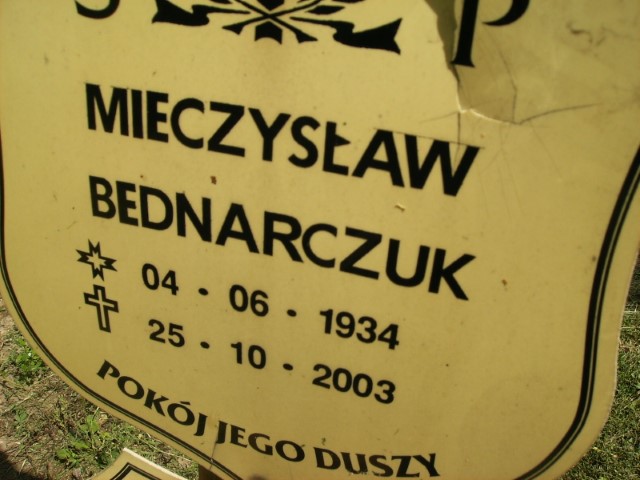 Ś P
MIECZYSŁAW
BEDNARCZUK
04 • 06 • 1934
25 • 10 • 2003
POKÓJ JEGO DUSZY